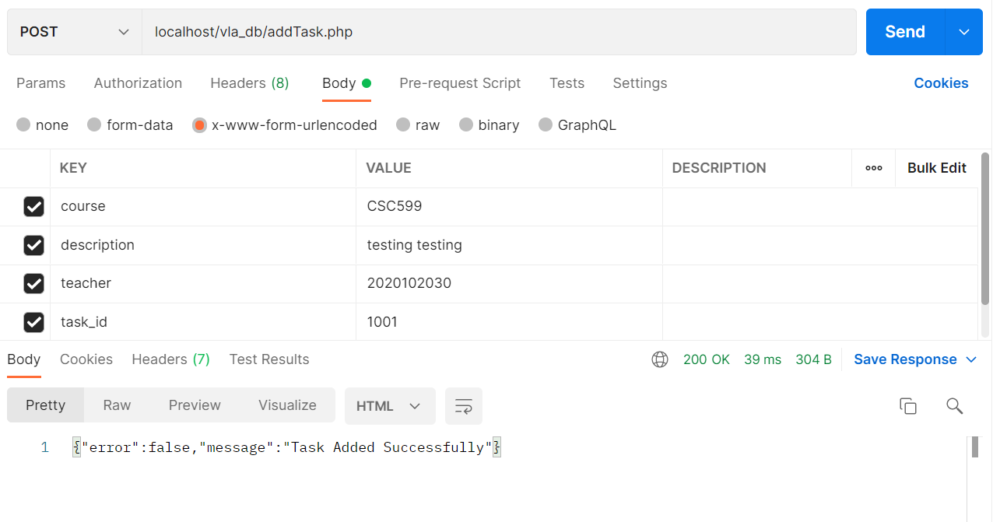 POST localhost/vla_db/addTask.php Send
Params Authorization Headers (8) Body Pre-request Script Tests Settings Cookies
none form-data x-www-form-urlencoded raw binary GraphQL
KEY VALUE DESCRIPTION Bulk Edit
course CSC599
description testing testing
teacher 2020102030
task_id 1001
Body Cookies Headers (7) Test Results 200 OK 39 ms 304 B Save Response
Pretty Raw Preview Visualize HTML
1 {"error":false,"message":"Task Added Successfully"}